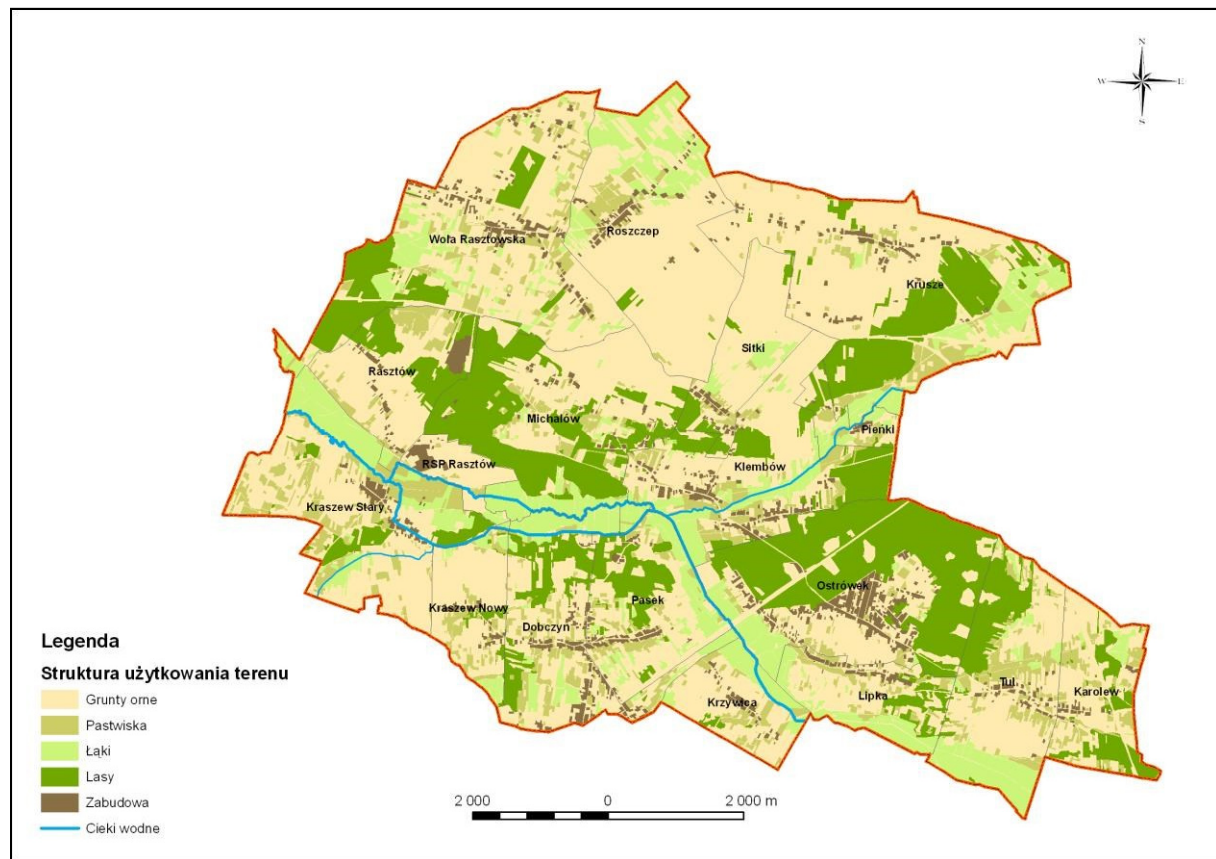 N
W E
S
Roszczep
Wola Rasztowska
Krusze
Sitki
Rasztów
Michałów
Pieńki
RSP Rasztów
Klembów
Kraszew Stary
Ostrówek
Pasek
Kraszew Nowy
Dobczyn
Tul
Karolew
Lipka
Krzywica
Legenda
Struktura użytkowania terenu
Grunty orne
Pastwiska
Łąki
Lasy
Zabudowa
Cieki wodne
2 000 0 2 000 m